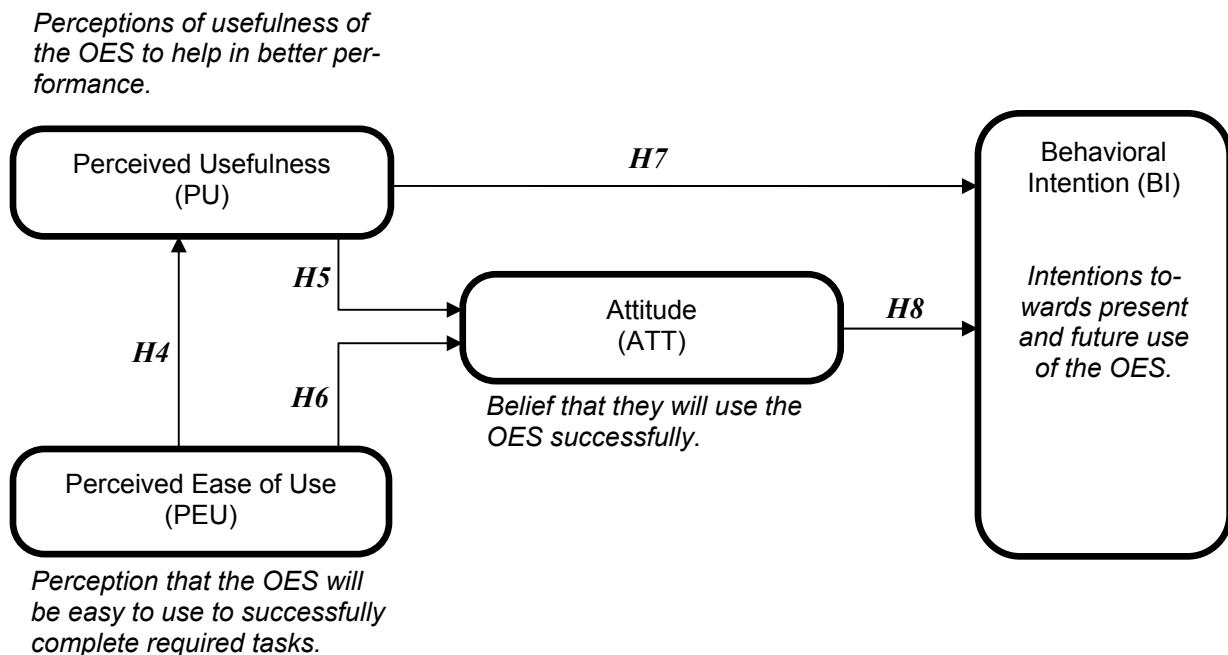 Perceptions of usefulness of
the OES to help in better per-
formance.
Perceived Usefulness
(PU)
H7
Behavioral
Intention (BI)
H5
Intentions to-
wards present
and future use
of the OES.
Attitude
(ATT)
H8
H4
H6
Belief that they will use the
OES successfully.
Perceived Ease of Use
(PEU)
Perception that the OES will
be easy to use to successfully
complete required tasks.